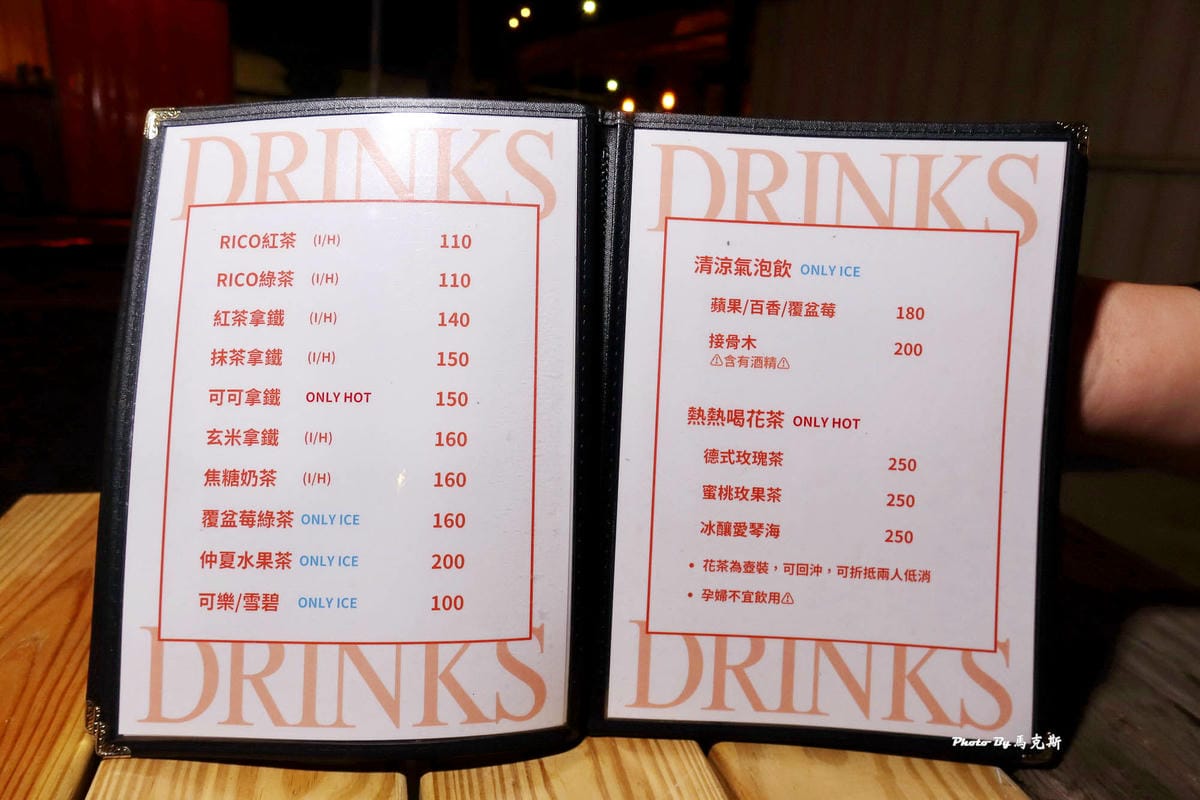 DRINKS
RICO紅茶 (I/H) 110
RICO綠茶 (I/H) 110
紅茶拿鐵 (I/H) 140
抹茶拿鐵 (I/H) 150
可可拿鐵 ONLY HOT 150
玄米拿鐵 (I/H) 160
焦糖奶茶 (I/H) 160
覆盆莓綠茶 ONLY ICE 160
仲夏水果茶 ONLY ICE 200
可樂/雪碧 ONLY ICE 100
DRINKS
DRINKS
清涼氣泡飲 ONLY ICE
蘋果/百香/覆盆莓 180
接骨木 200
⚠含有酒精⚠
熱熱喝花茶 ONLY HOT
德式玫瑰茶 250
蜜桃玫果茶 250
冰釀愛琴海 250
• 花茶為壺裝，可回沖，可折抵兩人低消
• 孕婦不宜飲用⚠
DRINKS
Photo By 馬克斯